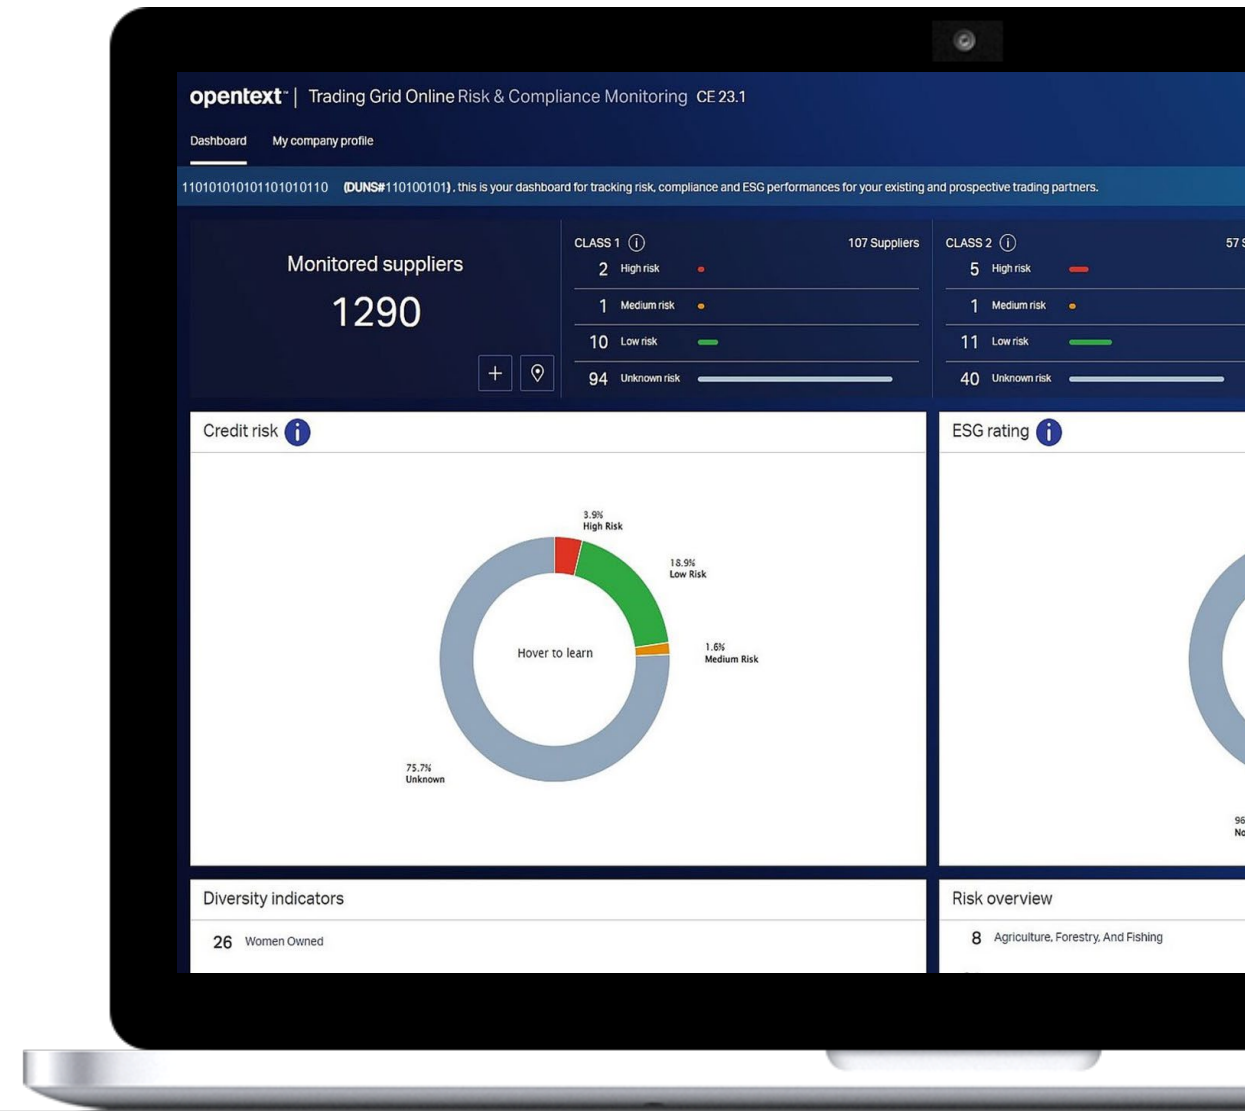 opentext™ | Trading Grid Online Risk & Compliance Monitoring CE 23.1
Dashboard My company profile
110101010101101010110 (DUNS#110100101), this is your dashboard for tracking risk, compliance and ESG performances for your existing and prospective trading partners.
Monitored suppliers
1290
CLASS 1 107 Suppliers
2 High risk
1 Medium risk
10 Low risk
94 Unknown risk
CLASS 2 57
5 High risk
1 Medium risk
11 Low risk
40 Unknown risk
Credit risk
3.9%
High Risk
18.9%
Low Risk
Hover to learn
1.6%
Medium Risk
75.7%
Unknown
ESG rating
96
No
Diversity indicators
26 Women Owned
Risk overview
8 Agriculture, Forestry, And Fishing